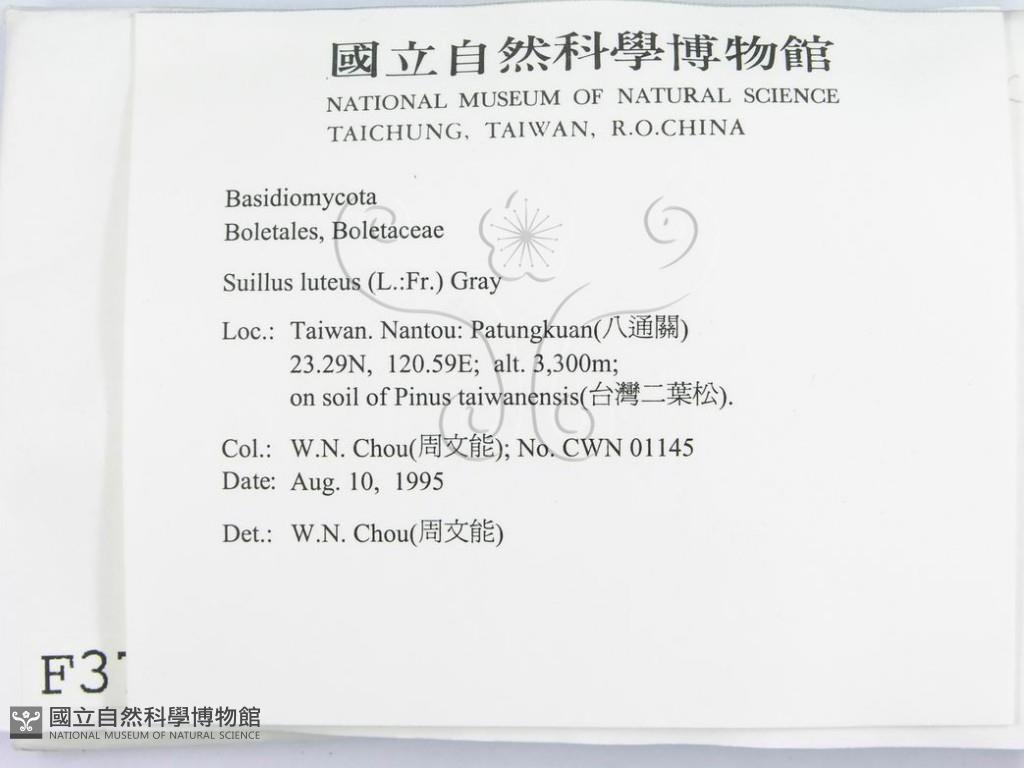 國立自然科學博物館
NATIONAL MUSEUM OF NATURAL SCIENCE
TAICHUNG, TAIWAN, R.O.CHINA
Basidiomycota
Boletales, Boletaceae
Suillus luteus (L.:Fr.) Gray
Loc.: Taiwan. Nantou: Patungkuan(八通關)
23.29N, 120.59E; alt. 3,300m;
on soil of Pinus taiwanensis(台灣二葉松).
Col.: W.N. Chou(周文能); No. CWN 01145
Date: Aug. 10, 1995
Det.: W.N. Chou(周文能)
F3
國立自然科學博物館
NATIONAL MUSEUM OF NATURAL SCIENCE